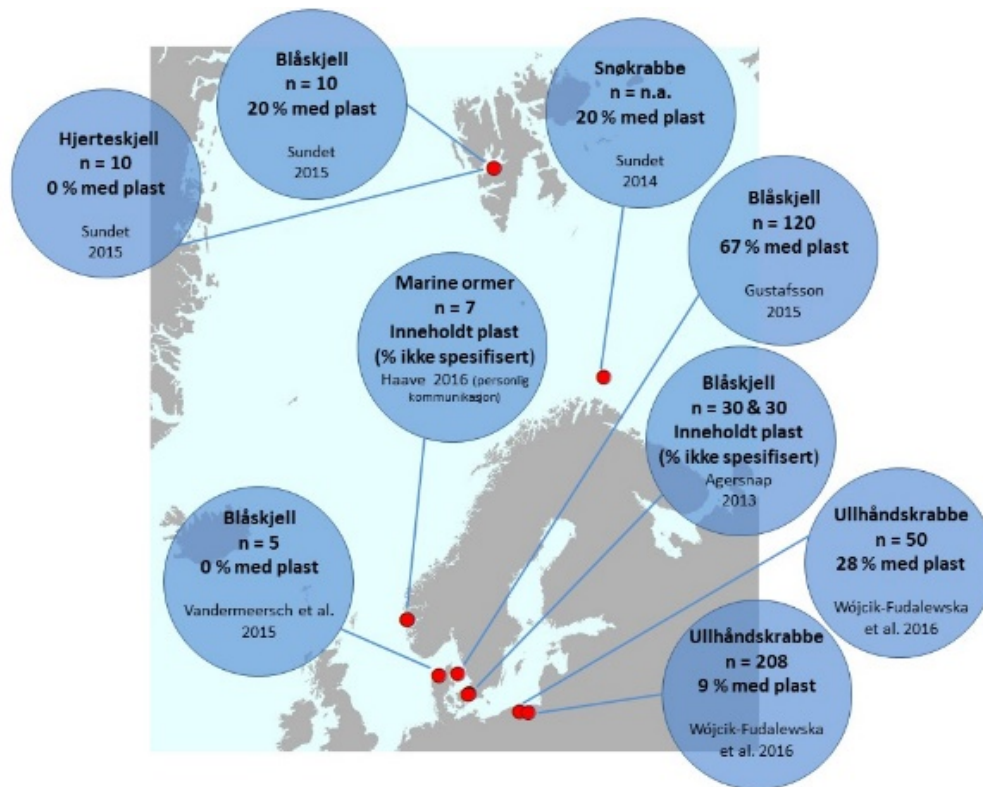 Blåskjell
n = 10
20 % med plast
Sundet
2015
Snøkrabbe
n = n.a.
20 % med plast
Sundet
2014
Hjerteskjell
n = 10
0 % med plast
Sundet
2015
Blåskjell
n = 120
67 % med plast
Gustafsson
2015
Marine ormer
n = 7
Inneholdt plast
(% ikke spesifisert)
Haave 2016 (personlig
kommunikasjon)
Blåskjell
n = 30 & 30
Inneholdt plast
(% ikke spesifisert)
Agersnap
2013
Blåskjell
n = 5
0 % med plast
Vandermeersch et al.
2015
Ullhåndskrabbe
n = 50
28 % med plast
Wójcik-Fudalewska
et al. 2016
Ullhåndskrabbe
n = 208
9 % med plast
Wójcik-Fudalewska
et al. 2016